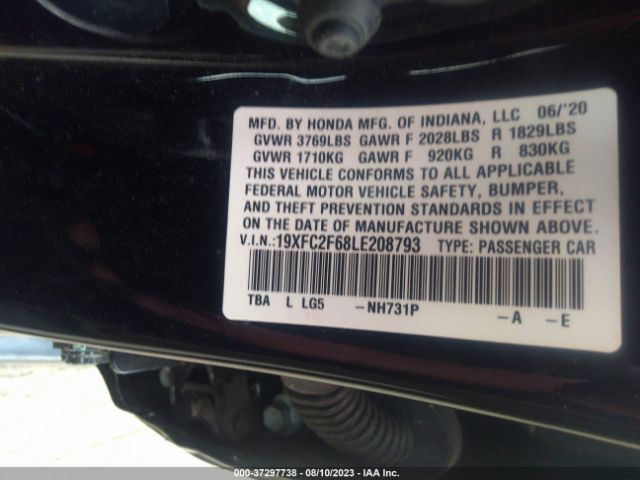 MFD. BY HONDA MFG. OF INDIANA, LLC 06/'20
GVWR 3769LBS GAWR F 2028LBS R 1829LBS
GVWR 1710KG GAWR F 920KG R 830KG
THIS VEHICLE CONFORMS TO ALL APPLICABLE
FEDERAL MOTOR VEHICLE SAFETY, BUMPER,
AND THEFT PREVENTION STANDARDS IN EFFECT
ON THE DATE OF MANUFACTURE SHOWN ABOVE.
V.I.N.:19XFC2F68LE208793 TYPE: PASSENGER CAR
TBA L LG5 -NH731P -A -E
000-37297738 - 08/10/2023 - IAA Inc.